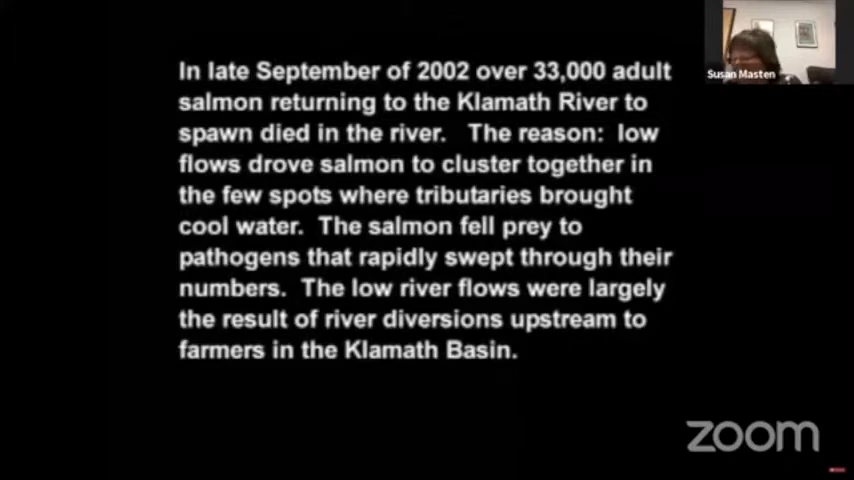 In late September of 2002 over 33,000 adult
salmon returning to the Klamath River to
spawn died in the river.   The reason:  low
flows drove salmon to cluster together in
the few spots where tributaries brought
cool water.  The salmon fell prey to
pathogens that rapidly swept through their
numbers.  The low river flows were largely
the result of river diversions upstream to
farmers in the Klamath Basin.
Susan Masten
zoom